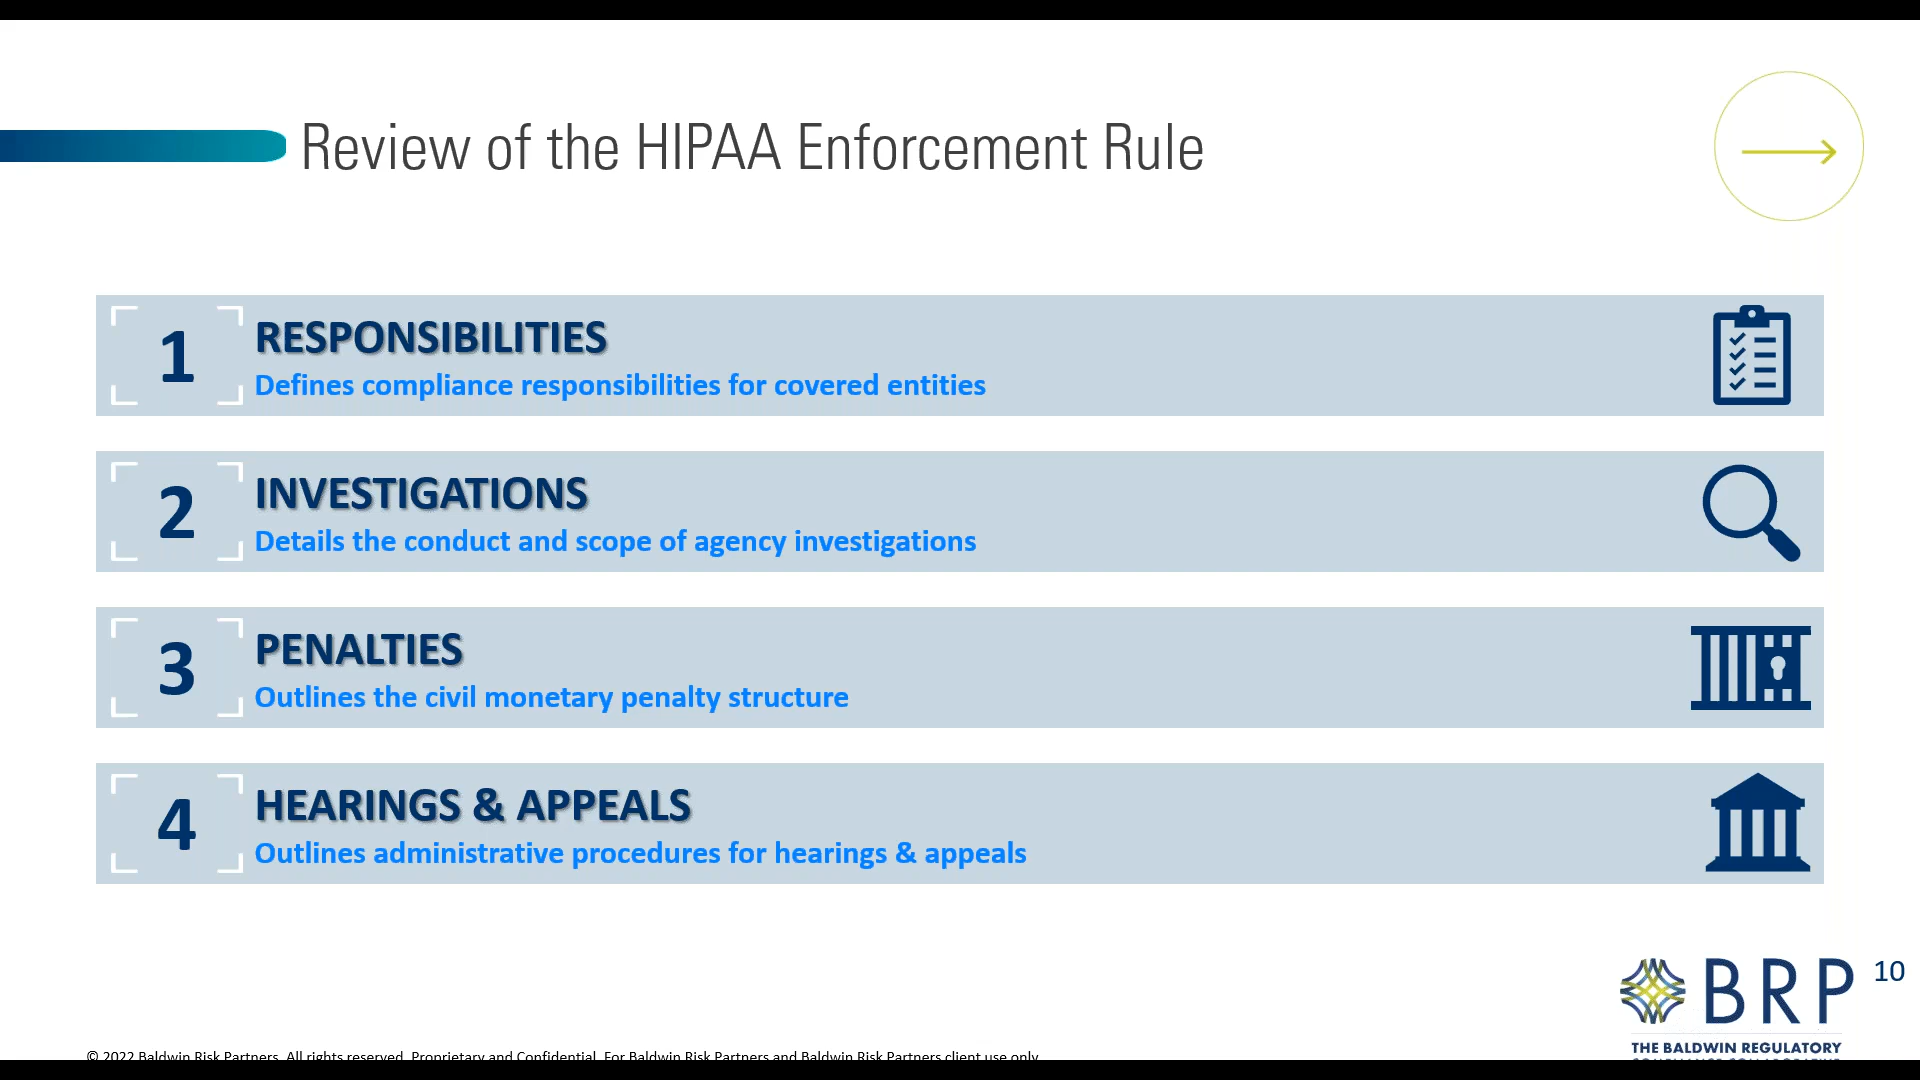 Review of the HIPAA Enforcement Rule
1
RESPONSIBILITIES
Defines compliance responsibilities for covered entities
2
INVESTIGATIONS
Details the conduct and scope of agency investigations
3
PENALTIES
Outlines the civil monetary penalty structure
4
HEARINGS & APPEALS
Outlines administrative procedures for hearings & appeals
BRP
10
THE BALDWIN REGULATORY
© 2022 Baldwin Risk Partners. All rights reserved. Proprietary and Confidential. For Baldwin Risk Partners and Baldwin Risk Partners client use only.